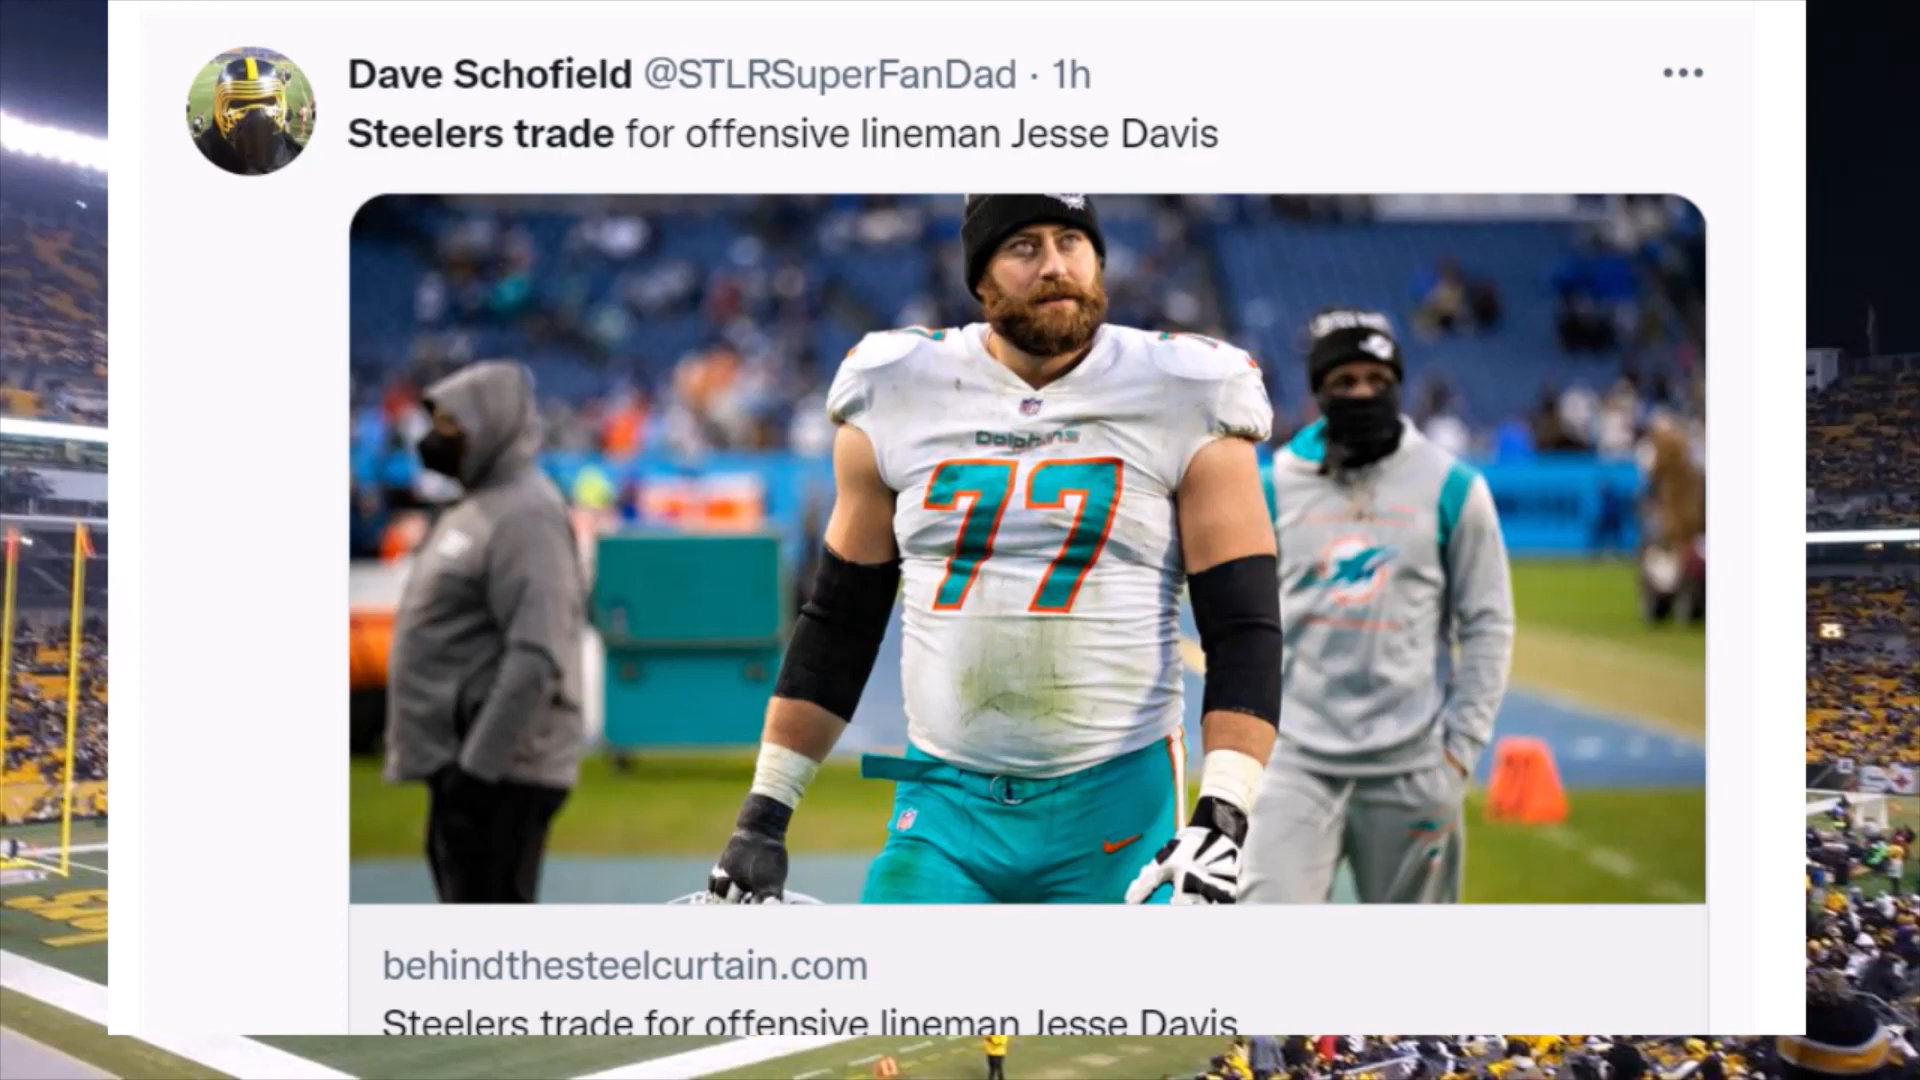 Dave Schofield @STLRSuperFanDad · 1h
Steelers trade for offensive lineman Jesse Davis
Dolphins
77
behindthesteelcurtain.com
Steelers trade for offensive lineman Jesse Davis